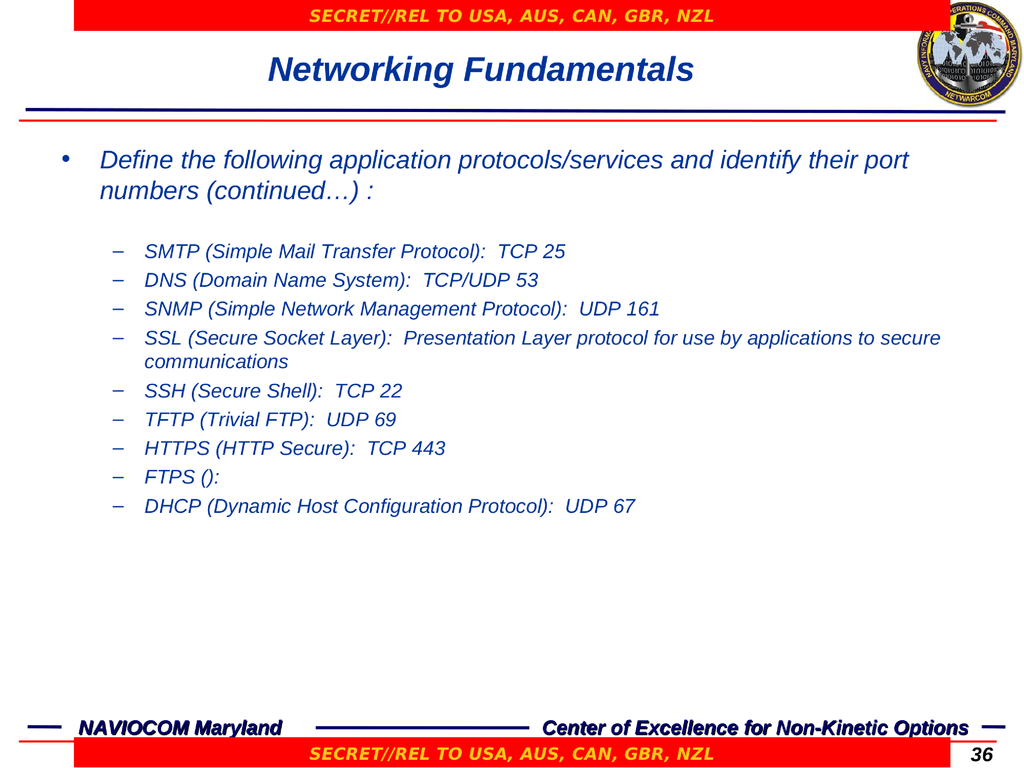 SECRET//REL TO USA, AUS, CAN, GBR, NZL
Networking Fundamentals
• Define the following application protocols/services and identify their port
numbers (continued…) :
– SMTP (Simple Mail Transfer Protocol):  TCP 25
– DNS (Domain Name System):  TCP/UDP 53
– SNMP (Simple Network Management Protocol):  UDP 161
– SSL (Secure Socket Layer):  Presentation Layer protocol for use by applications to secure
communications
– SSH (Secure Shell):  TCP 22
– TFTP (Trivial FTP):  UDP 69
– HTTPS (HTTP Secure):  TCP 443
– FTPS ():
– DHCP (Dynamic Host Configuration Protocol):  UDP 67
NAVIOCOM Maryland
Center of Excellence for Non-Kinetic Options
SECRET//REL TO USA, AUS, CAN, GBR, NZL
36
NETWARCOM